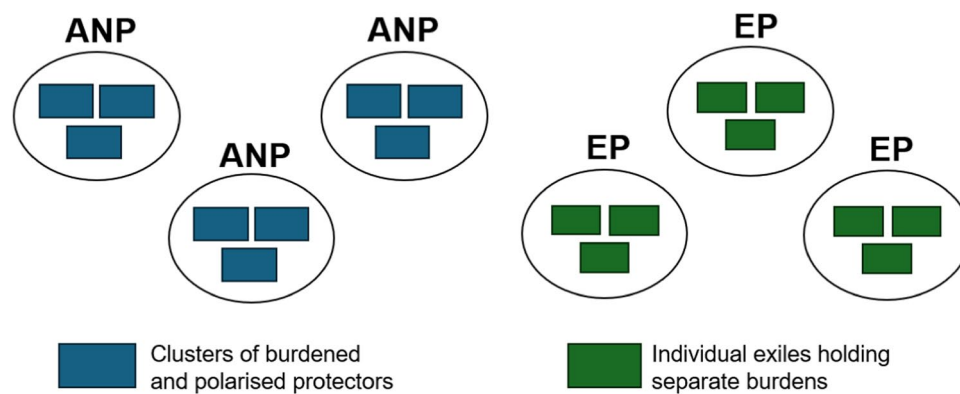 ANP
ANP
ANP
EP
EP
EP
Clusters of burdened
and polarised protectors
Individual exiles holding
separate burdens